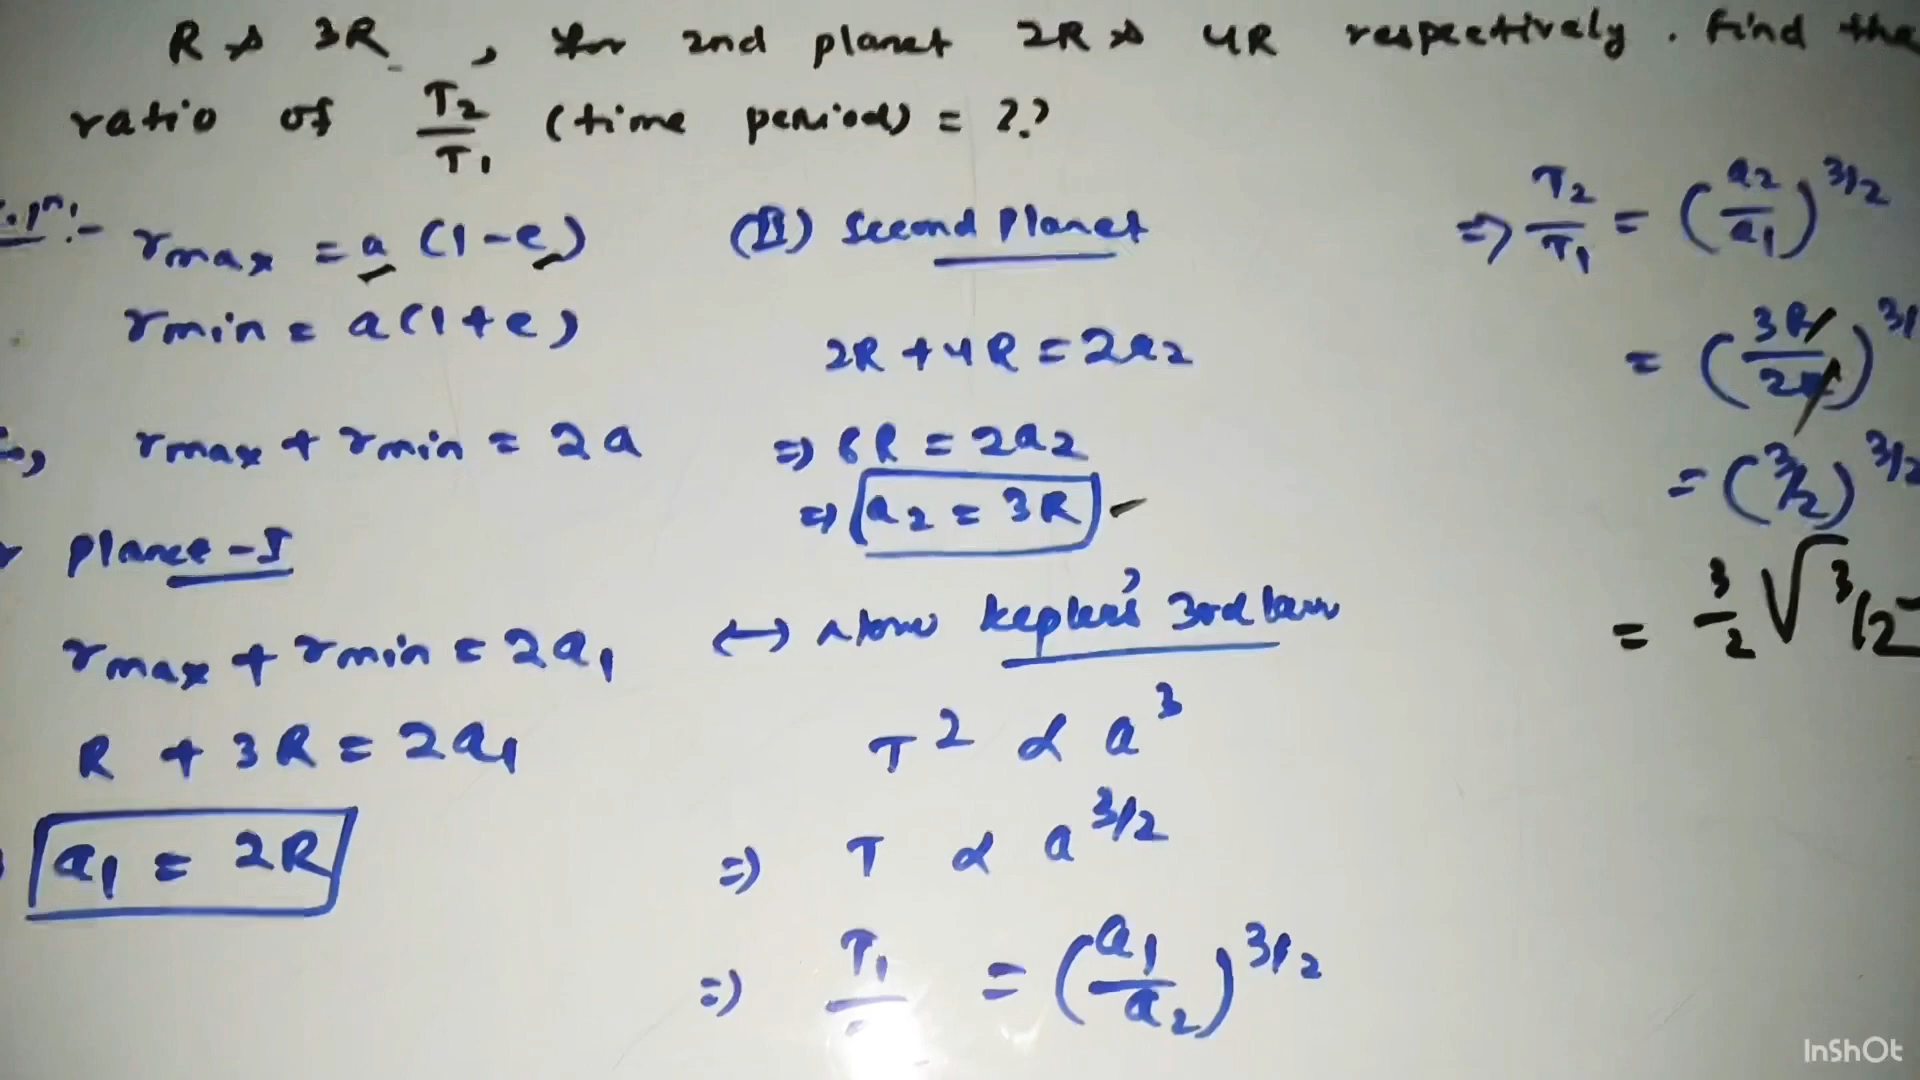 R & 3R, for 2nd planet 2R & 4R respectively. Find the
ratio of T2/T1 (time period) = ??
rmax = a (1-e)
rmin = a(1+e)
rmax + rmin = 2a
planet-I
rmax + rmin = 2a1
R + 3R = 2a1
a1 = 2R
(II) Second Planet
2R + 4R = 2a2
=) 6R = 2a2
=) a2 = 3R
Kepler's 3rd law
T² ∝ a³
=) T ∝ a^3/2
=) T1/ = (a1/a2)^3/2
=> T2/T1 = (a2/a1)^3/2
= (3R/2R)^3/
= (3/2)^3/2
= 3/2 √3/2
InShOt